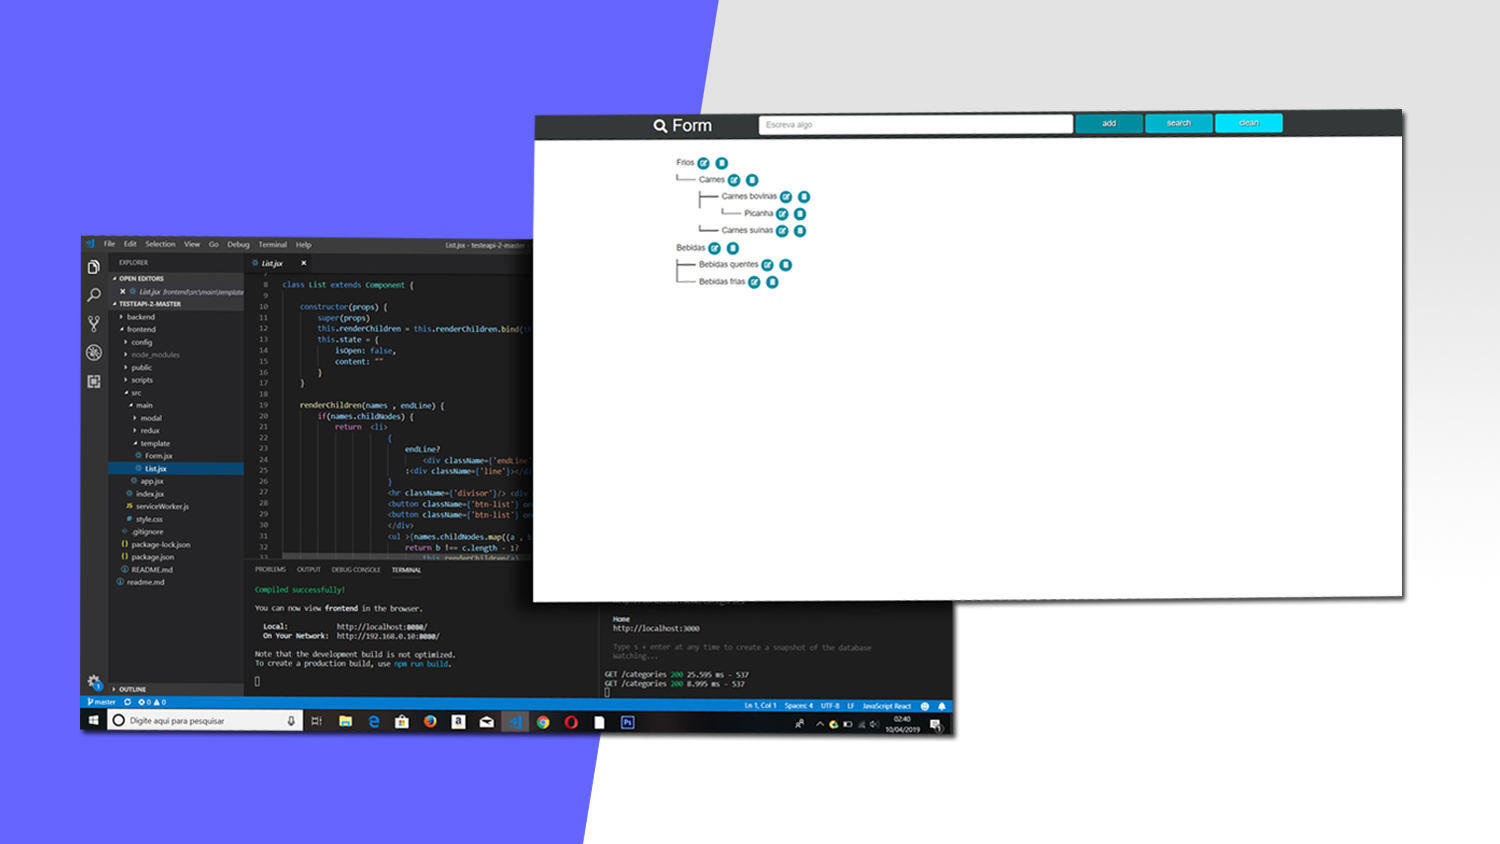 Form
Escreva algo
add
search
clean
Frios
Carnes
Carnes bovinas
Picanha
Carnes suinas
Bebidas
Bebidas quentes
Bebidas frias
File Edit Selection View Go Debug Terminal Help
List.jsx - testeapi-2-master
EXPLORER
OPEN EDITORS
List.jsx frontend\src\main\template
TESTEAPI-2-MASTER
backend
frontend
config
node_modules
public
scripts
src
main
modal
redux
template
Form.jsx
List.jsx
app.jsx
index.jsx
JS serviceWorker.js
# style.css
.gitignore
{} package-lock.json
{} package.json
README.md
readme.md
OUTLINE
List.jsx
8 class List extends Component {
9
10 constructor(props) {
11 super(props)
12 this.renderChildren = this.renderChildren.bind(th
13 this.state = {
14 isOpen: false,
15 content: ""
16 }
17 }
18
19 renderChildren(names , endLine) {
20 if(names.childNodes) {
21 return <li>
22 {
23 endLine?
24 <div className={'endLine'
25 :<div className={'line'}></di
26 }
27 <hr className={'divisor'}/> <div
28 <button className={'btn-list'} on
29 <button className={'btn-list'} on
30 </div>
31 <ul >{names.childNodes.map((a , b
32 return b !== c.length - 1?
33 this.renderChildren(a)
PROBLEMS OUTPUT DEBUG CONSOLE TERMINAL
Compiled successfully!
You can now view frontend in the browser.
Local: http://localhost:8080/
On Your Network: http://192.168.0.10:8080/
Note that the development build is not optimized.
To create a production build, use npm run build.
Home
http://localhost:3000
Type s + enter at any time to create a snapshot of the database
Watching...
GET /categories 200 25.595 ms - 537
GET /categories 200 8.995 ms - 537
master 0 0
Ln 1, Col 1 Spaces: 4 UTF-8 LF JavaScript React
Digite aqui para pesquisar
a
Ps
02:40
10/04/2019